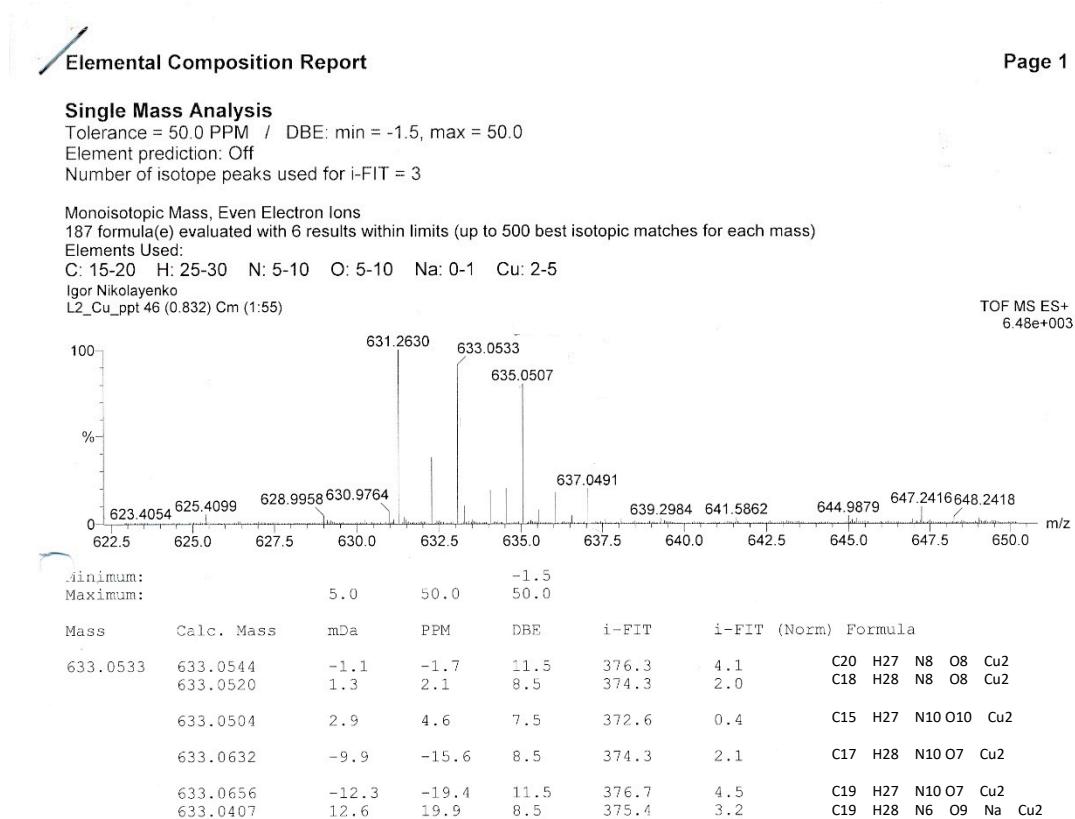 Elemental Composition Report Page 1
Single Mass Analysis
Tolerance = 50.0 PPM / DBE: min = -1.5, max = 50.0
Element prediction: Off
Number of isotope peaks used for i-FIT = 3
Monoisotopic Mass, Even Electron Ions
187 formula(e) evaluated with 6 results within limits (up to 500 best isotopic matches for each mass)
Elements Used:
C: 15-20 H: 25-30 N: 5-10 O: 5-10 Na: 0-1 Cu: 2-5
Igor Nikolayenko
L2_Cu_ppt 46 (0.832) Cm (1:55) TOF MS ES+
6.48e+003
631.2630
100 633.0533
635.0507
%
637.0491
623.4054 625.4099 628.9958 630.9764 639.2984 641.5862 644.9879 647.2416 648.2418
0 m/z
622.5 625.0 627.5 630.0 632.5 635.0 637.5 640.0 642.5 645.0 647.5 650.0
Minimum: -1.5
Maximum: 5.0 50.0 50.0
Mass Calc. Mass mDa PPM DBE i-FIT i-FIT (Norm) Formula
633.0533 633.0544 -1.1 -1.7 11.5 376.3 4.1 C20 H27 N8 O8 Cu2
633.0520 1.3 2.1 8.5 374.3 2.0 C18 H28 N8 O8 Cu2
633.0504 2.9 4.6 7.5 372.6 0.4 C15 H27 N10 O10 Cu2
633.0632 -9.9 -15.6 8.5 374.3 2.1 C17 H28 N10 O7 Cu2
633.0656 -12.3 -19.4 11.5 376.7 4.5 C19 H27 N10 O7 Cu2
633.0407 12.6 19.9 8.5 375.4 3.2 C19 H28 N6 O9 Na Cu2